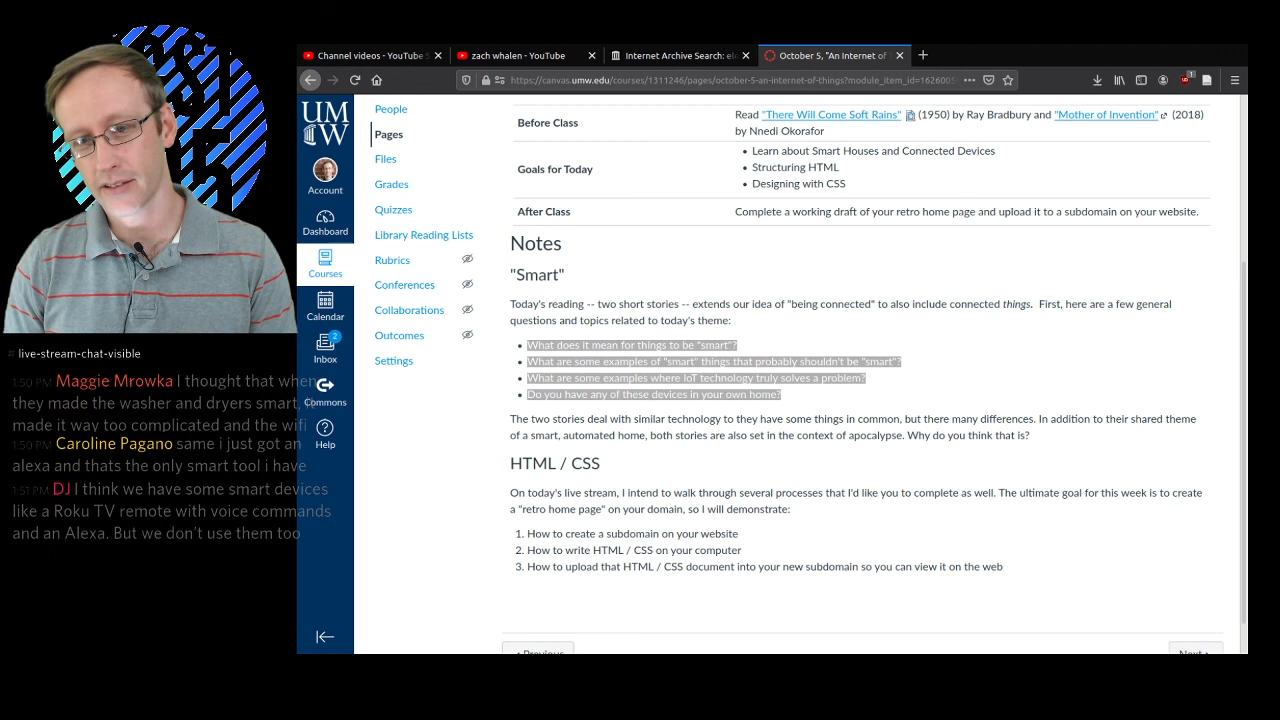 Channel videos - YouTube S
zach whalen - YouTube
Internet Archive Search: ele
October 5, "An Internet of
https://canvas.umw.edu/courses/1311246/pages/october-5-an-internet-of-things?module_item_id=1626005
1
UM
W
Account
Dashboard
Courses
Calendar
2
Inbox
Commons
Help
People
Pages
Files
Grades
Quizzes
Library Reading Lists
Rubrics
Conferences
Collaborations
Outcomes
Settings
Before Class
Read "There Will Come Soft Rains" (1950) by Ray Bradbury and "Mother of Invention" (2018)
by Nnedi Okorafor
Goals for Today
• Learn about Smart Houses and Connected Devices
• Structuring HTML
• Designing with CSS
After Class
Complete a working draft of your retro home page and upload it to a subdomain on your website.
Notes
"Smart"
Today's reading -- two short stories -- extends our idea of "being connected" to also include connected things. First, here are a few general
questions and topics related to today's theme:
• What does it mean for things to be "smart"?
• What are some examples of "smart" things that probably shouldn't be "smart"?
• What are some examples where IoT technology truly solves a problem?
• Do you have any of these devices in your own home?
The two stories deal with similar technology to they have some things in common, but there many differences. In addition to their shared theme
of a smart, automated home, both stories are also set in the context of apocalypse. Why do you think that is?
HTML / CSS
On today's live stream, I intend to walk through several processes that I'd like you to complete as well. The ultimate goal for this week is to create
a "retro home page" on your domain, so I will demonstrate:
1. How to create a subdomain on your website
2. How to write HTML / CSS on your computer
3. How to upload that HTML / CSS document into your new subdomain so you can view it on the web
‹ Previous
Next ›
# live-stream-chat-visible
1:50 PM Maggie Mrowka I thought that when
they made the washer and dryers smart, it
made it way too complicated and the wifi
1:50 PM Caroline Pagano same i just got an
alexa and thats the only smart tool i have
1:51 PM DJ I think we have some smart devices
like a Roku TV remote with voice commands
and an Alexa. But we don't use them too